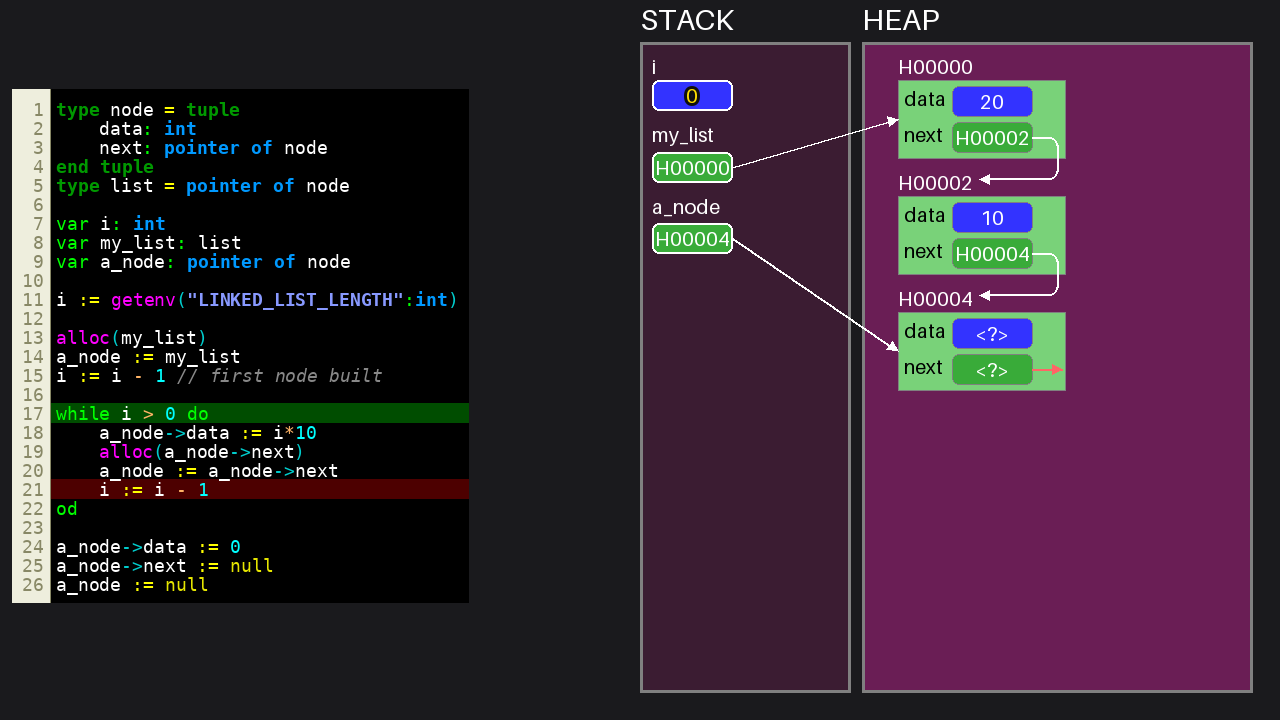 STACK
HEAP
1 type node = tuple
2     data: int
3     next: pointer of node
4 end tuple
5 type list = pointer of node
6
7 var i: int
8 var my_list: list
9 var a_node: pointer of node
10
11 i := getenv("LINKED_LIST_LENGTH":int)
12
13 alloc(my_list)
14 a_node := my_list
15 i := i - 1 // first node built
16
17 while i > 0 do
18     a_node->data := i*10
19     alloc(a_node->next)
20     a_node := a_node->next
21     i := i - 1
22 od
23
24 a_node->data := 0
25 a_node->next := null
26 a_node := null
i
0
my_list
H00000
a_node
H00004
H00000
data 20
next H00002
H00002
data 10
next H00004
H00004
data <?>
next <?>